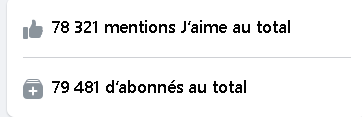 78 321 mentions J’aime au total
79 481 d’abonnés au total